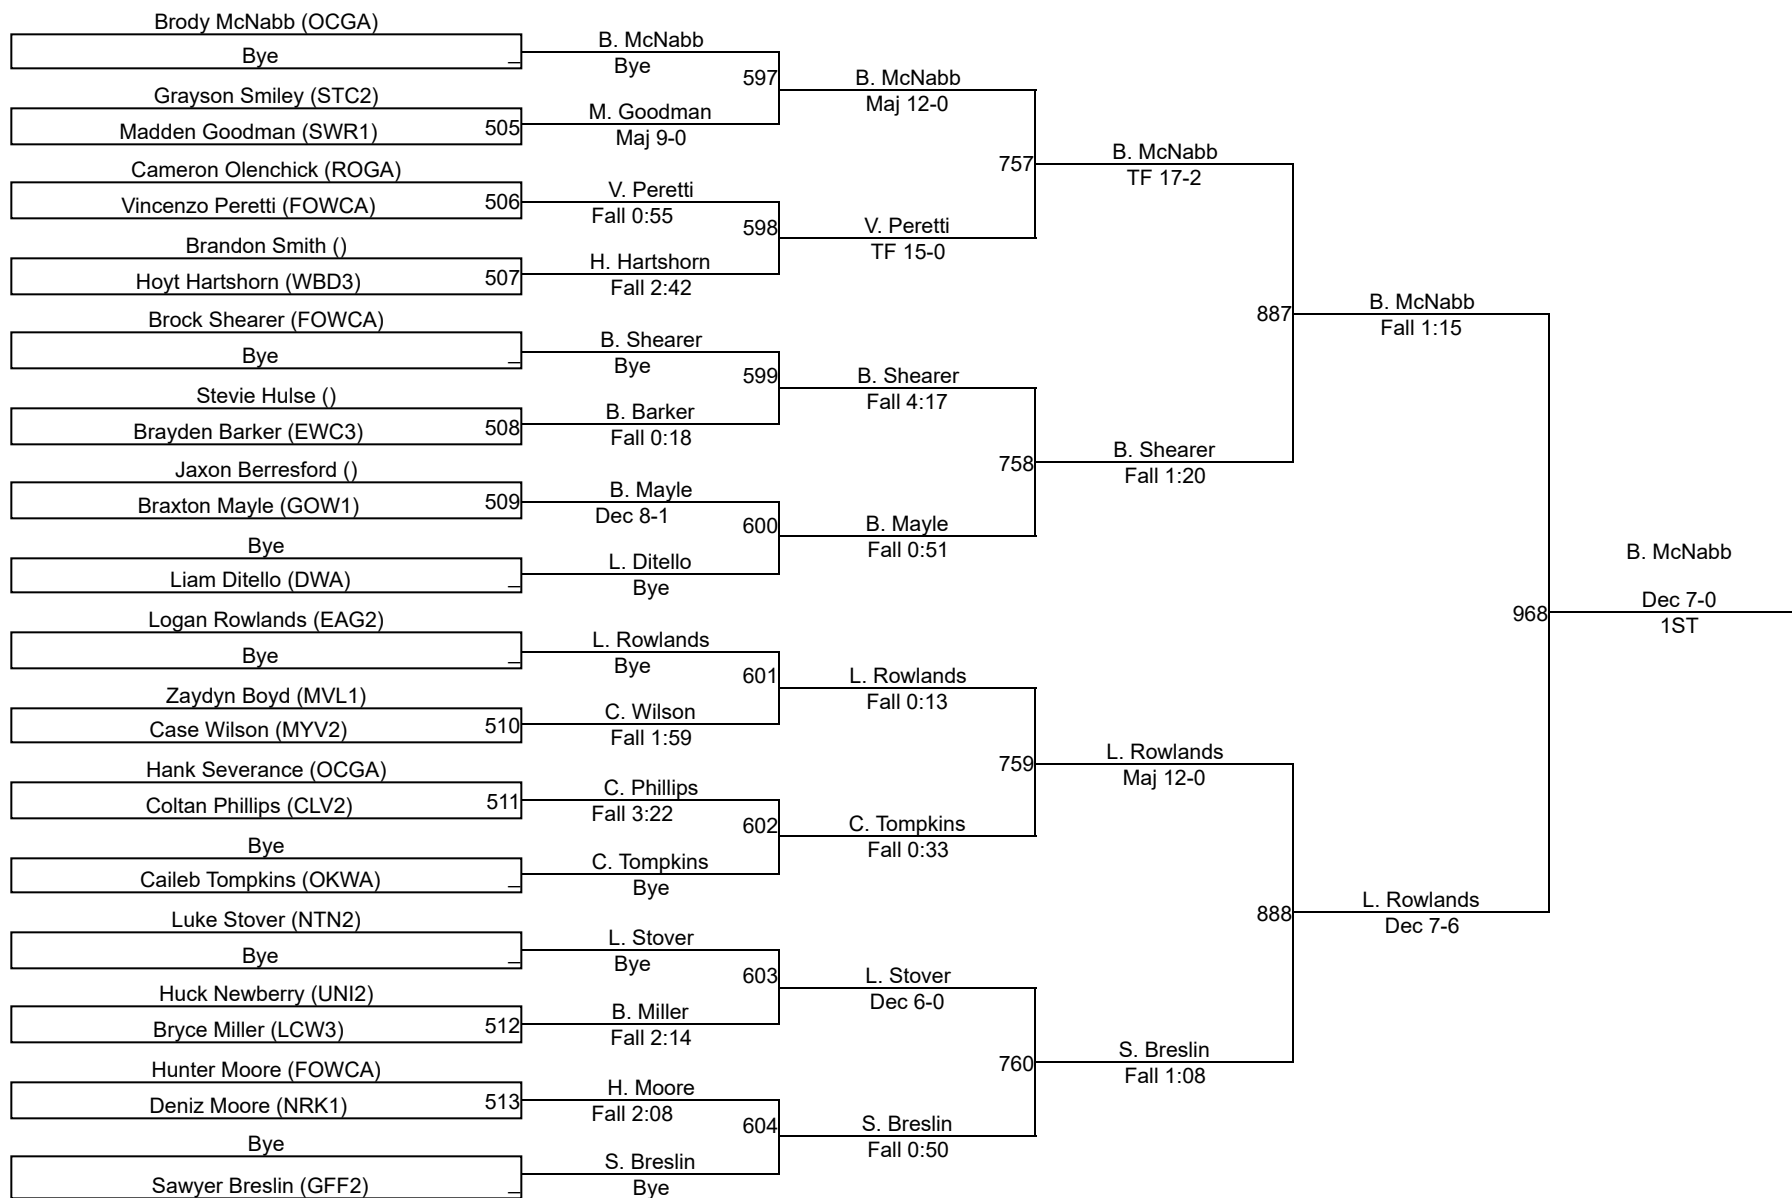 Brody McNabb (OCGA)
Bye _
Grayson Smiley (STC2)
Madden Goodman (SWR1) 505
Cameron Olenchick (ROGA)
Vincenzo Peretti (FOWCA) 506
Brandon Smith ()
Hoyt Hartshorn (WBD3) 507
Brock Shearer (FOWCA)
Bye _
Stevie Hulse ()
Brayden Barker (EWC3) 508
Jaxon Berresford ()
Braxton Mayle (GOW1) 509
Bye
Liam Ditello (DWA) _
Logan Rowlands (EAG2)
Bye _
Zaydyn Boyd (MVL1)
Case Wilson (MYV2) 510
Hank Severance (OCGA)
Coltan Phillips (CLV2) 511
Bye
Caileb Tompkins (OKWA) _
Luke Stover (NTN2)
Bye _
Huck Newberry (UNI2)
Bryce Miller (LCW3) 512
Hunter Moore (FOWCA)
Deniz Moore (NRK1) 513
Bye
Sawyer Breslin (GFF2) _
B. McNabb
Bye
597
M. Goodman
Maj 9-0
V. Peretti
Fall 0:55
598
H. Hartshorn
Fall 2:42
B. Shearer
Bye
599
B. Barker
Fall 0:18
B. Mayle
Dec 8-1
600
L. Ditello
Bye
L. Rowlands
Bye
601
C. Wilson
Fall 1:59
C. Phillips
Fall 3:22
602
C. Tompkins
Bye
L. Stover
Bye
603
B. Miller
Fall 2:14
H. Moore
Fall 2:08
604
S. Breslin
Bye
B. McNabb
Maj 12-0
757
V. Peretti
TF 15-0
B. Shearer
Fall 4:17
758
B. Mayle
Fall 0:51
L. Rowlands
Fall 0:13
759
C. Tompkins
Fall 0:33
L. Stover
Dec 6-0
760
S. Breslin
Fall 0:50
B. McNabb
TF 17-2
887
B. Shearer
Fall 1:20
L. Rowlands
Maj 12-0
888
S. Breslin
Fall 1:08
B. McNabb
Fall 1:15
968
L. Rowlands
Dec 7-6
B. McNabb
Dec 7-0
1ST